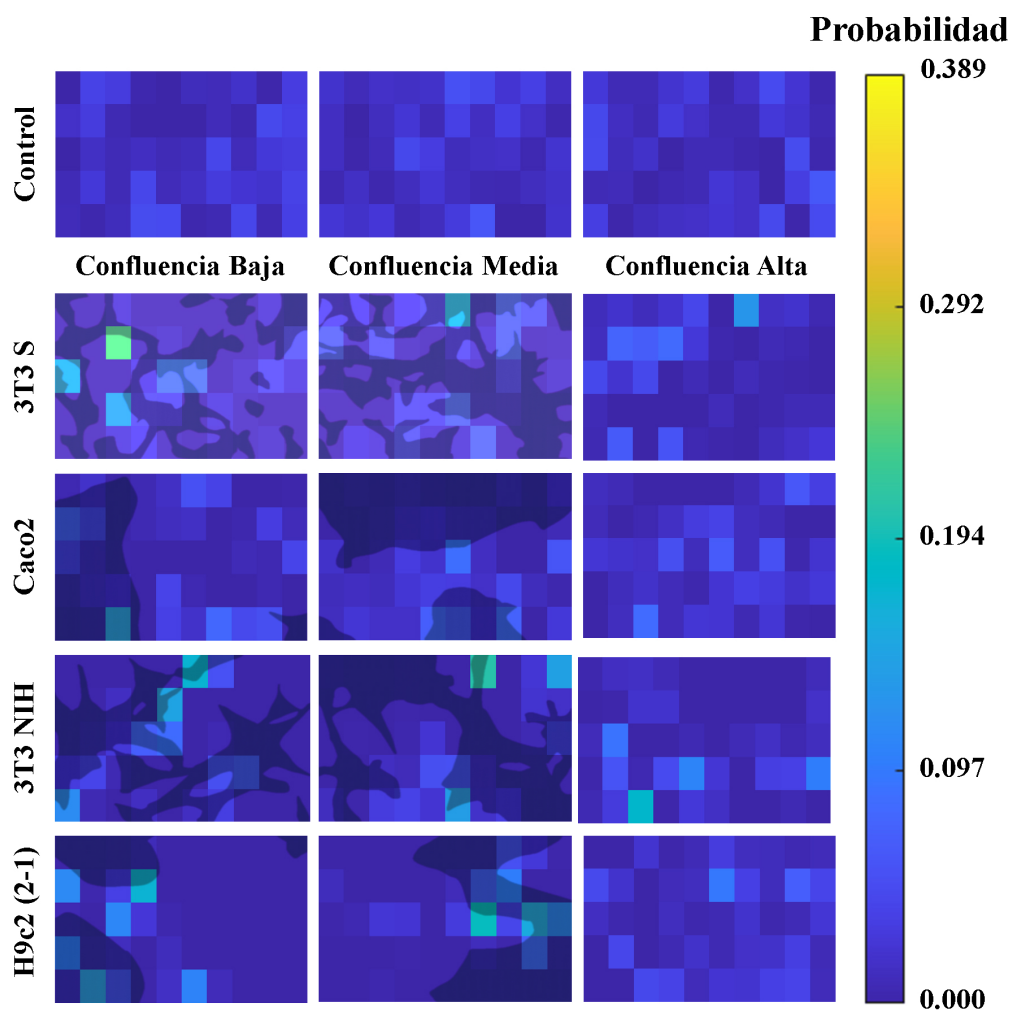 Probabilidad
0.389
Control
Confluencia Baja
Confluencia Media
Confluencia Alta
0.292
3T3 S
0.194
Caco2
0.097
3T3 NIH
H9c2 (2-1)
0.000